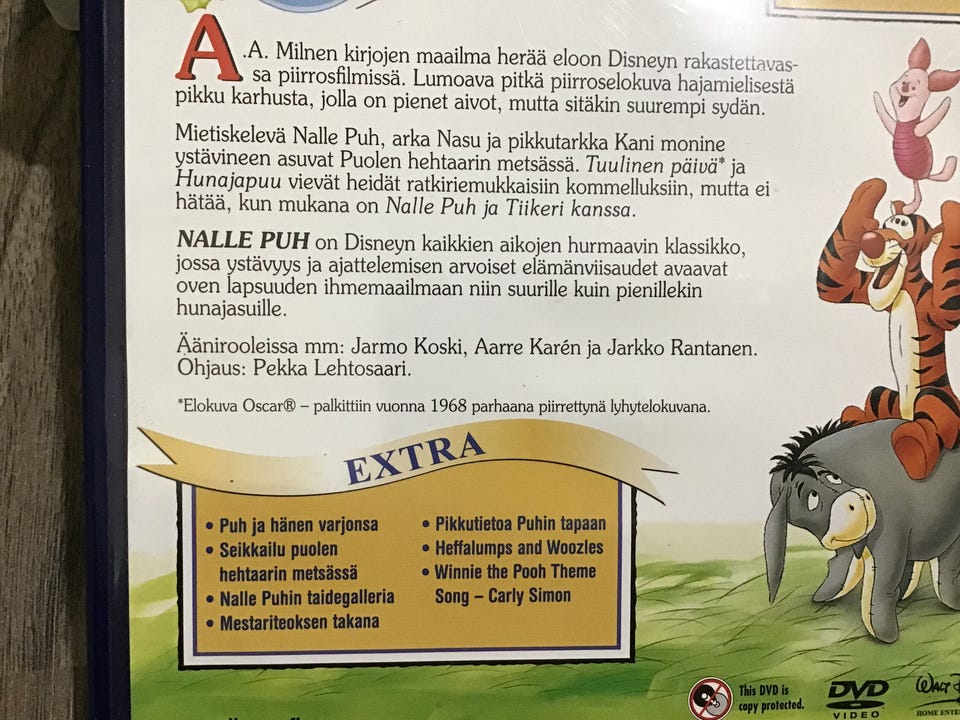 A.A. Milnen kirjojen maailma herää eloon Disneyn rakastettavas-
sa piirrosfilmissä. Lumoava pitkä piirroselokuva hajamielisestä
pikku karhusta, jolla on pienet aivot, mutta sitäkin suurempi sydän.
Mietiskelevä Nalle Puh, arka Nasu ja pikkutarkka Kani monine
ystävineen asuvat Puolen hehtaarin metsässä. Tuulinen päivä* ja
Hunajapuu vievät heidät ratkiriemukkaisiin kommelluksiin, mutta ei
hätää, kun mukana on Nalle Puh ja Tiikeri kanssa.
NALLE PUH on Disneyn kaikkien aikojen hurmaavin klassikko,
jossa ystävyys ja ajattelemisen arvoiset elämänviisaudet avaavat
oven lapsuuden ihmemaailmaan niin suurille kuin pienillekin
hunajasuille.
Äänirooleissa mm: Jarmo Koski, Aarre Karén ja Jarkko Rantanen.
Ohjaus: Pekka Lehtosaari.
*Elokuva Oscar® – palkittiin vuonna 1968 parhaana piirrettynä lyhytelokuvana.
EXTRA
• Puh ja hänen varjonsa
• Seikkailu puolen
hehtaarin metsässä
• Nalle Puhin taidegalleria
• Mestariteoksen takana
• Pikkutietoa Puhin tapaan
• Heffalumps and Woozles
• Winnie the Pooh Theme
Song – Carly Simon
This DVD is
copy protected.
DVD
VIDEO
WALT
HOME ENTE